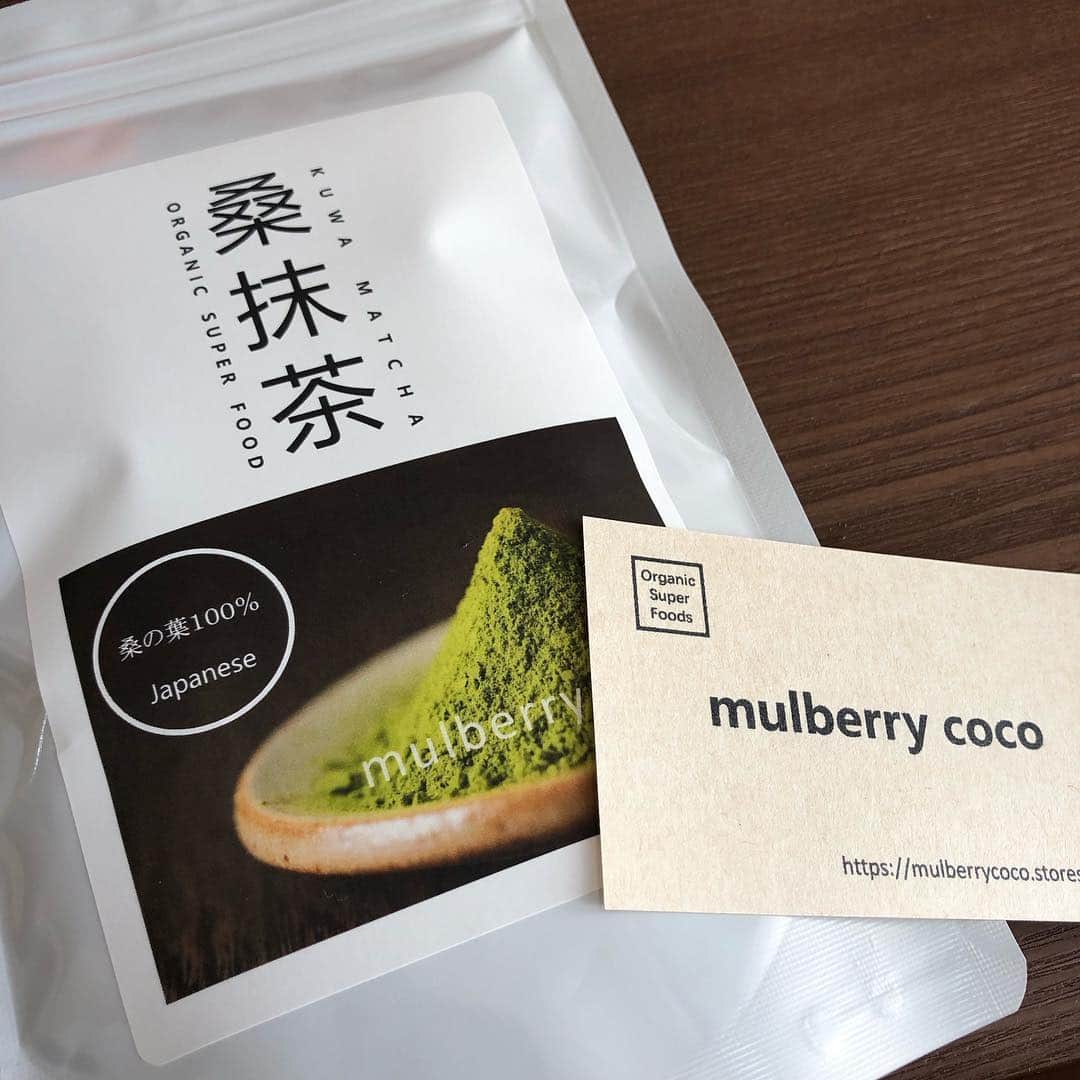 桑抹茶
KUWA MATCHA
ORGANIC SUPER FOOD
桑の葉100%
Japanese
mulberry
Organic
Super
Foods
mulberry coco
https://mulberrycoco.stores